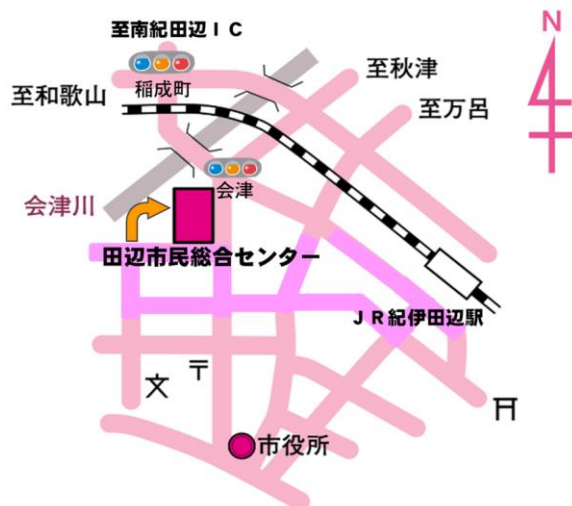 至南紀田辺IC
N
稲成町
至和歌山
至秋津
至万呂
会津
会津川
田辺市民総合センター
JR紀伊田辺駅
文
〒
市役所